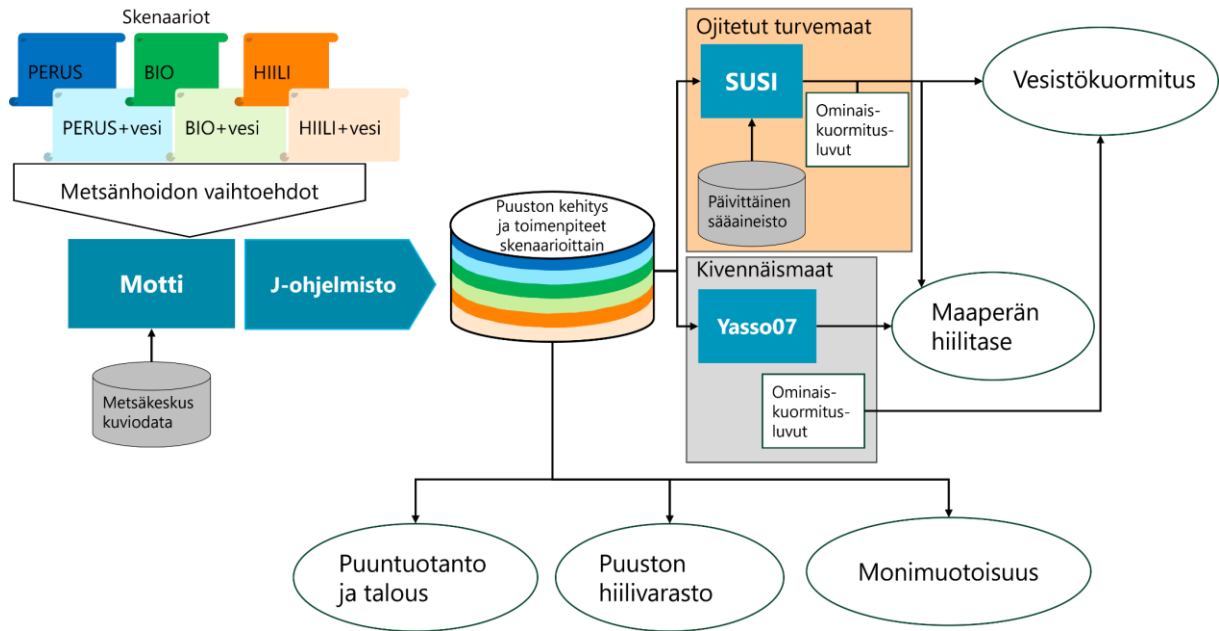 Skenaariot
PERUS
BIO
HIILI
PERUS+vesi
BIO+vesi
HIILI+vesi
Metsänhoidon vaihtoehdot
Motti
J-ohjelmisto
Metsäkeskus
kuviodata
Puuston kehitys
ja toimenpiteet
skenaarioittain
Ojitetut turvemaat
SUSI
Ominais-
kuormitus-
luvut
Päivittäinen
sääaineisto
Kivennäismaat
Yasso07
Ominais-
kuormitus-
luvut
Vesistökuormitus
Maaperän
hiilitase
Puuntuotanto
ja talous
Puuston
hiilivarasto
Monimuotoisuus